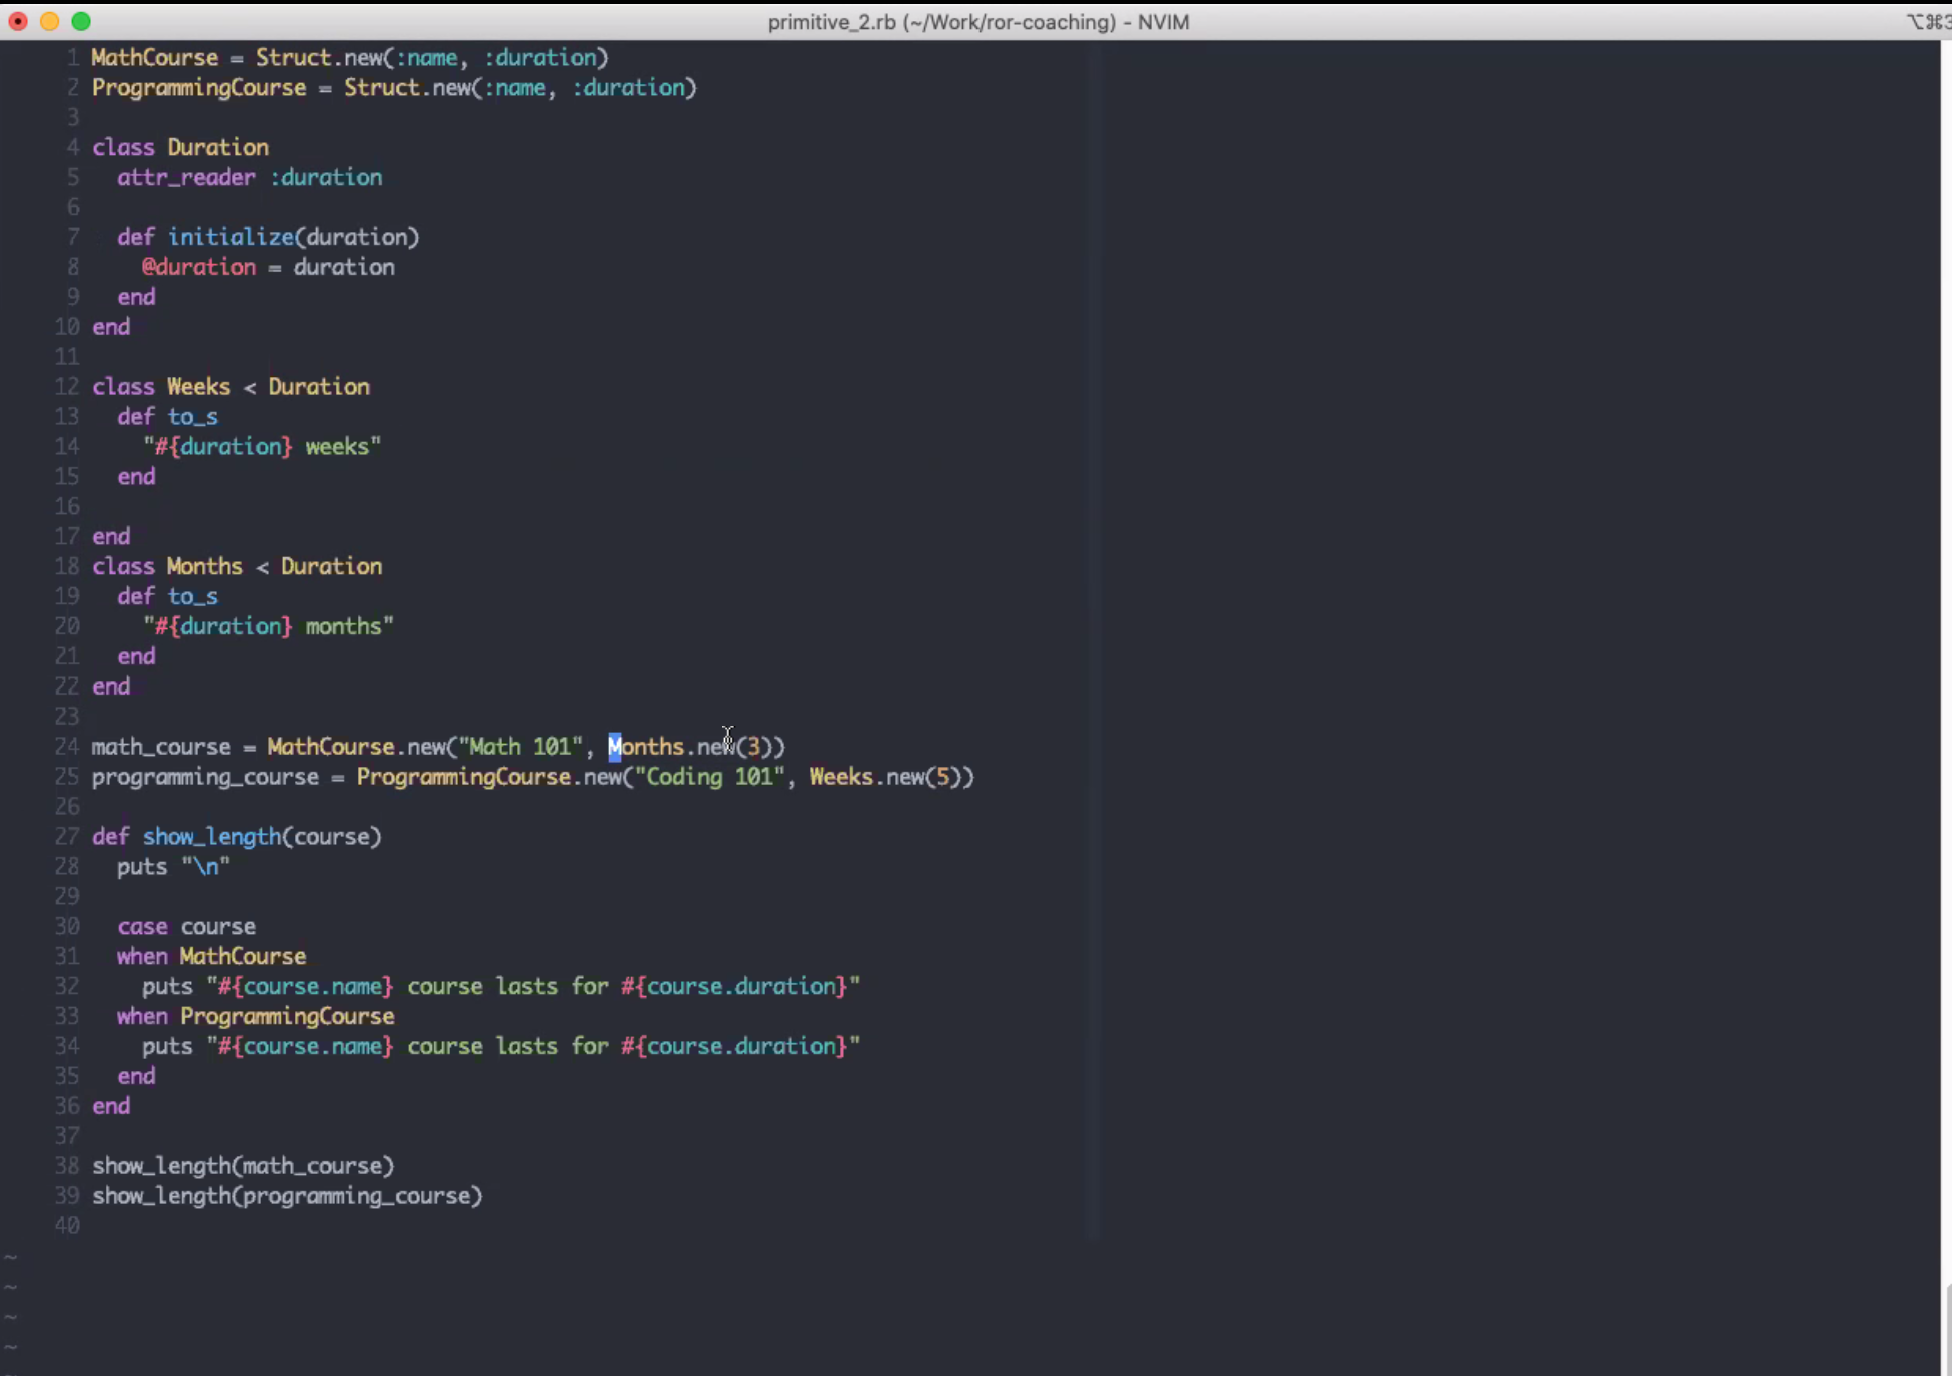 primitive_2.rb (~/Work/ror-coaching) - NVIM
⌥⌘3
1 MathCourse = Struct.new(:name, :duration)
2 ProgrammingCourse = Struct.new(:name, :duration)
3
4 class Duration
5   attr_reader :duration
6
7   def initialize(duration)
8     @duration = duration
9   end
10 end
11
12 class Weeks < Duration
13   def to_s
14     "#{duration} weeks"
15   end
16
17 end
18 class Months < Duration
19   def to_s
20     "#{duration} months"
21   end
22 end
23
24 math_course = MathCourse.new("Math 101", Months.new(3))
25 programming_course = ProgrammingCourse.new("Coding 101", Weeks.new(5))
26
27 def show_length(course)
28   puts "\n"
29
30   case course
31   when MathCourse
32     puts "#{course.name} course lasts for #{course.duration}"
33   when ProgrammingCourse
34     puts "#{course.name} course lasts for #{course.duration}"
35   end
36 end
37
38 show_length(math_course)
39 show_length(programming_course)
40
~
~
~
~